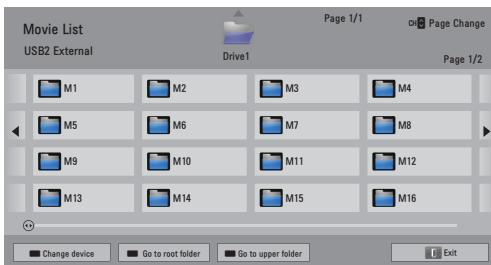 Movie List
USB2 External
Drive1
Page 1/1
CH Page Change
Page 1/2
M1 M2 M3 M4
M5 M6 M7 M8
M9 M10 M11 M12
M13 M14 M15 M16
Change device Go to root folder Go to upper folder Exit